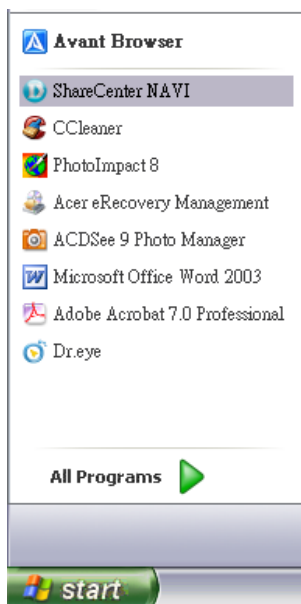 Avant Browser
ShareCenter NAVI
CCleaner
PhotoImpact 8
Acer eRecovery Management
ACDSee 9 Photo Manager
Microsoft Office Word 2003
Adobe Acrobat 7.0 Professional
Dr.eye
All Programs
start